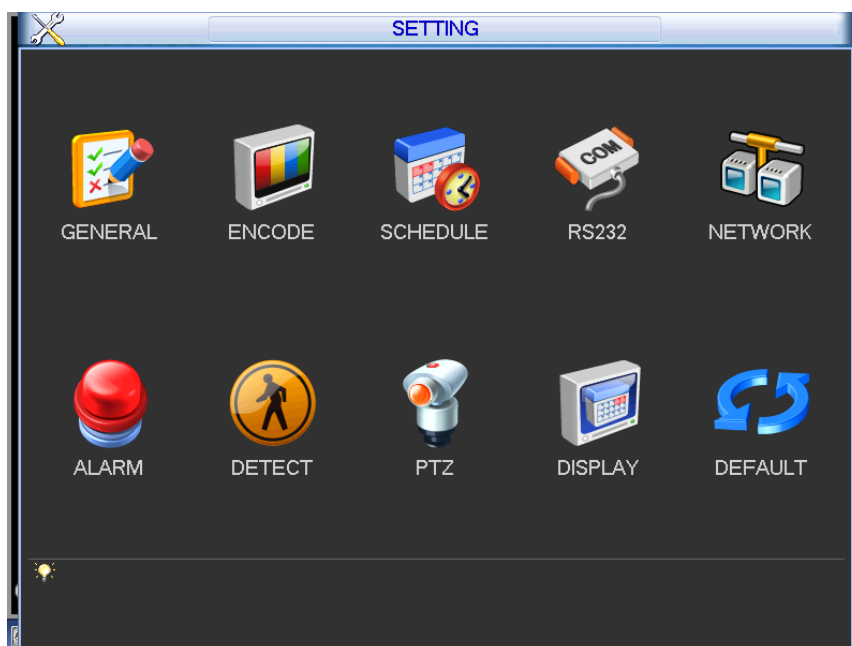 SETTING
GENERAL ENCODE SCHEDULE RS232 NETWORK
COM
ALARM DETECT PTZ DISPLAY DEFAULT